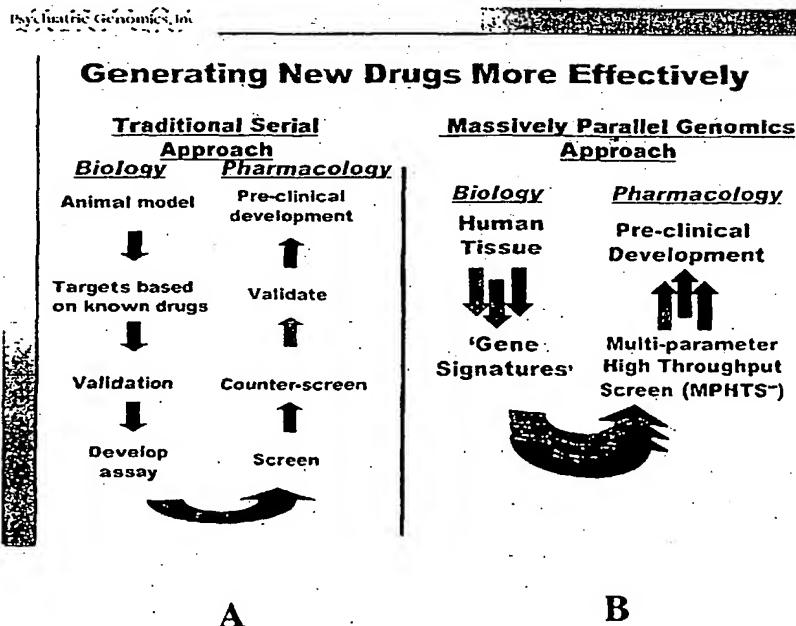 Psychiatric Genomics, Inc
Generating New Drugs More Effectively
Traditional Serial
Approach
Biology Pharmacology
Animal model
Pre-clinical
development
Targets based
on known drugs
Validate
Validation
Counter-screen
Develop
assay
Screen
Massively Parallel Genomics
Approach
Biology Pharmacology
Human
Tissue
Pre-clinical
Development
'Gene
Signatures'
Multi-parameter
High Throughput
Screen (MPHTS~)
A
B